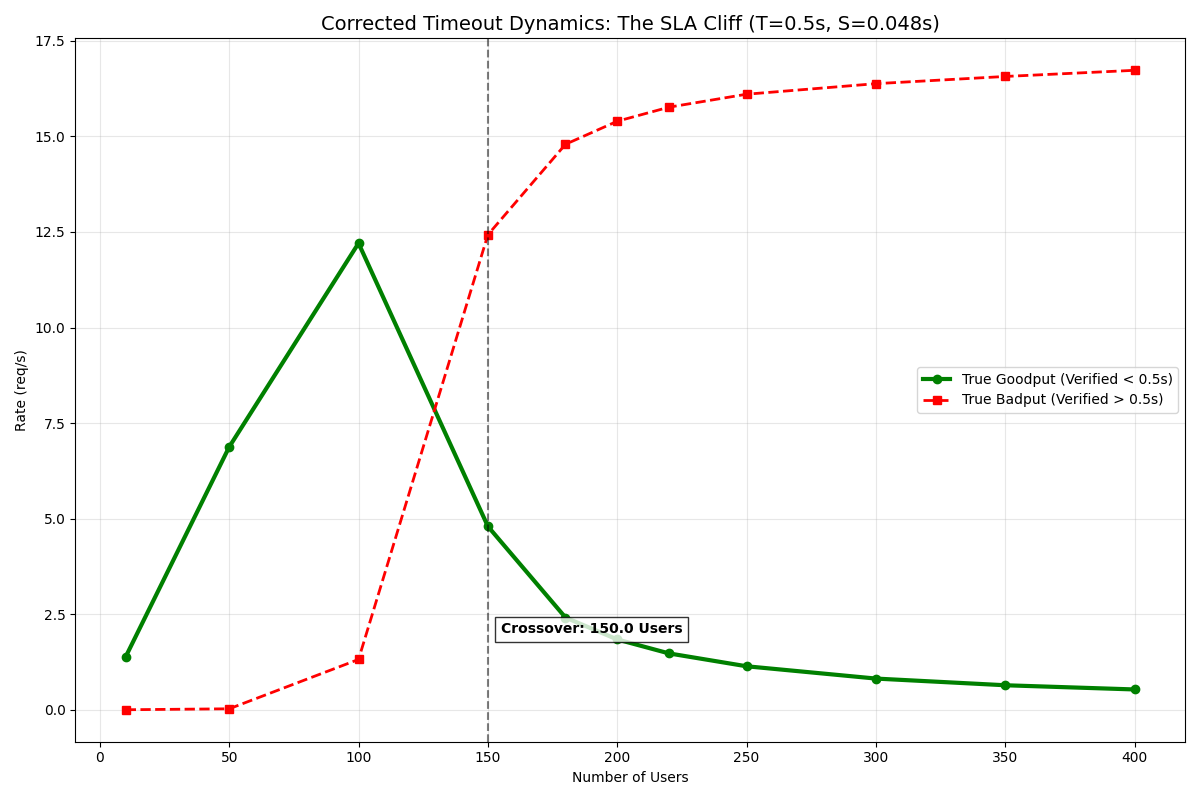 Corrected Timeout Dynamics: The SLA Cliff (T=0.5s, S=0.048s)
Rate (req/s)
17.5
15.0
12.5
10.0
7.5
5.0
2.5
0.0
True Goodput (Verified < 0.5s)
True Badput (Verified > 0.5s)
Crossover: 150.0 Users
0 50 100 150 200 250 300 350 400
Number of Users